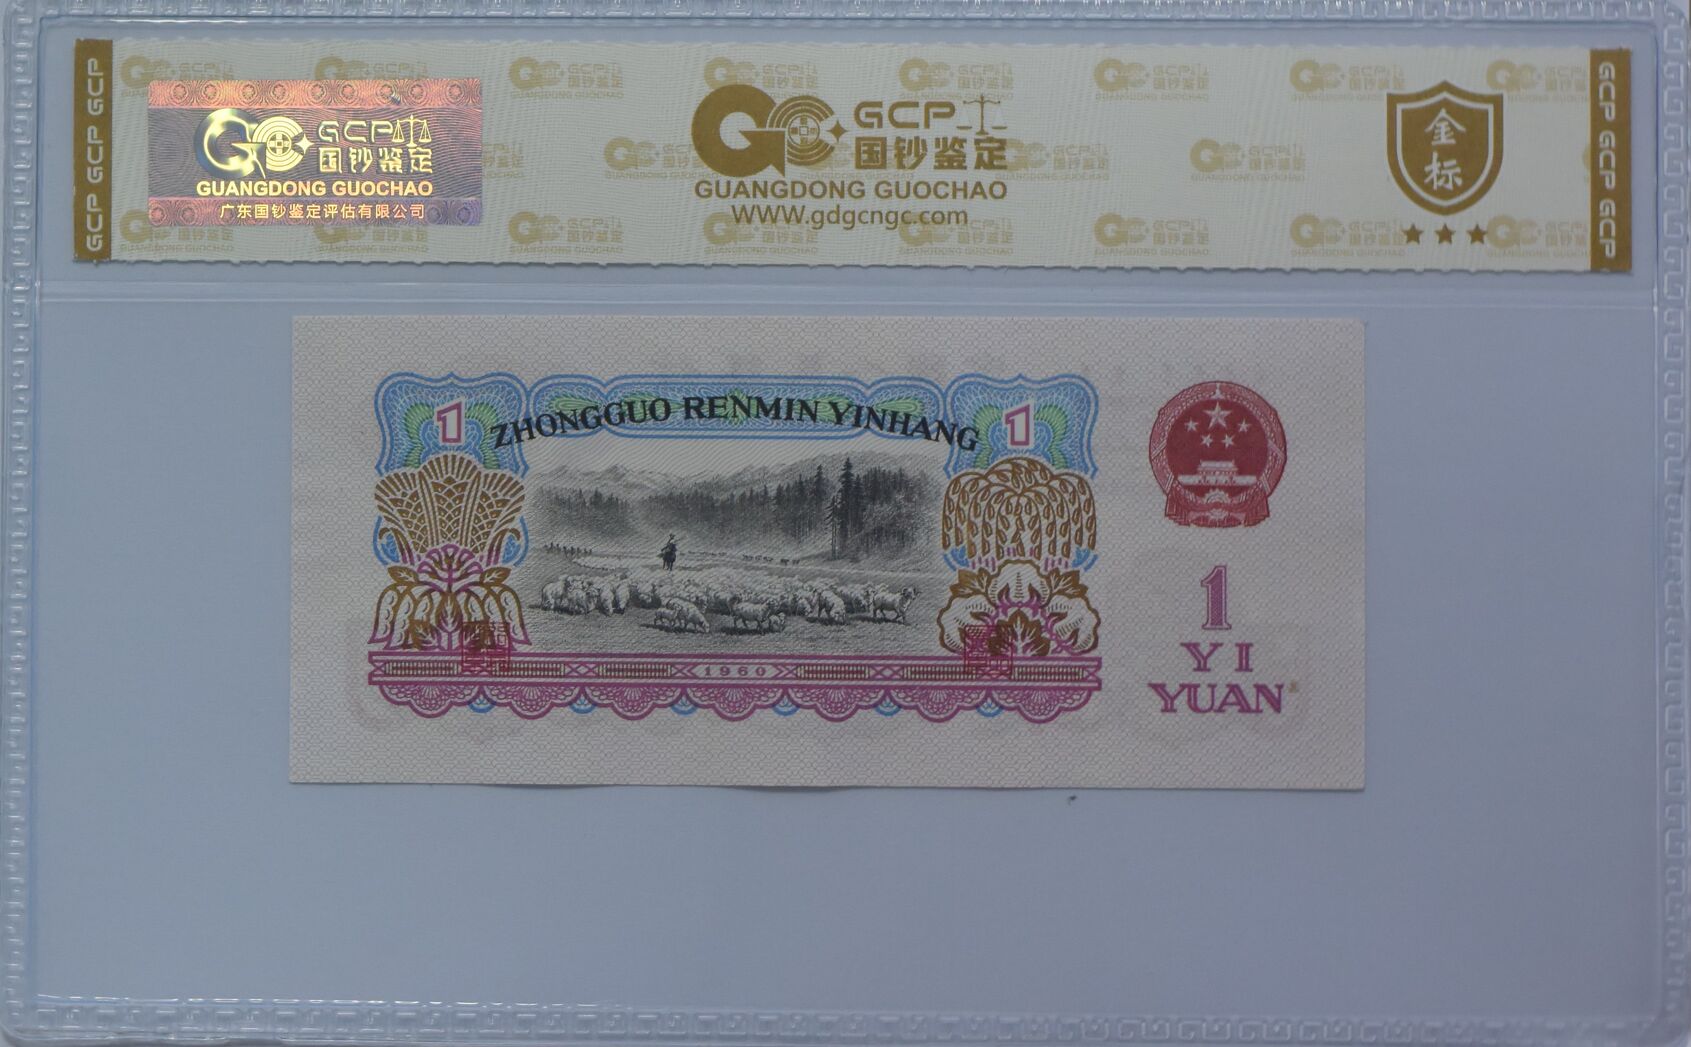 GCP GCP GCP
GCP
国钞鉴定
GUANGDONG GUOCHAO
广东国钞鉴定评估有限公司
GCP
国钞鉴定
GUANGDONG GUOCHAO
WWW.gdgcngc.com
金标
GCP GCP GCP
1
ZHONGGUO RENMIN YINHANG
1
1960
1
YI
YUAN